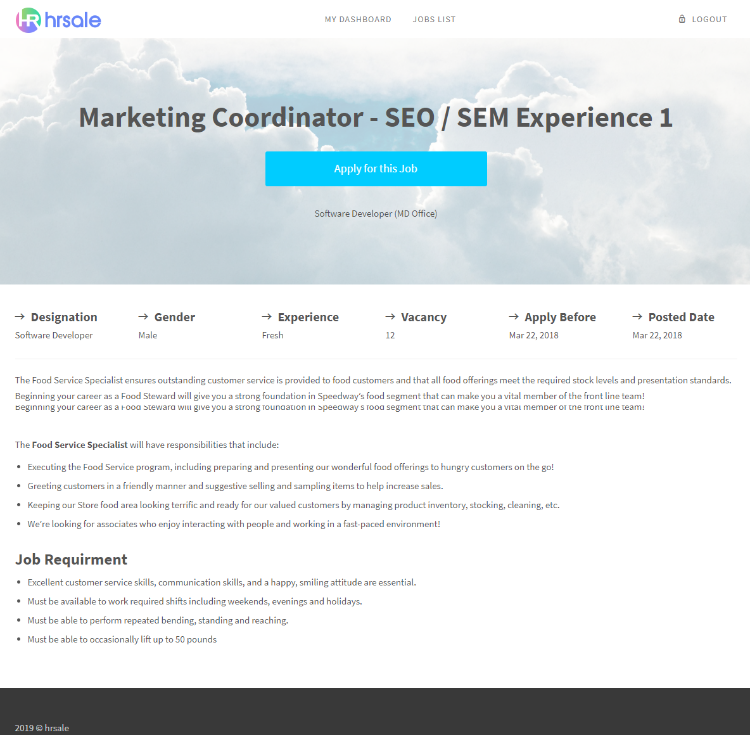 HR hrsale
MY DASHBOARD JOBS LIST LOGOUT
Marketing Coordinator - SEO / SEM Experience 1
Apply for this Job
Software Developer (MD Office)
Designation Gender Experience Vacancy Apply Before Posted Date
Software Developer Male Fresh 12 Mar 22, 2018 Mar 22, 2018
The Food Service Specialist ensures outstanding customer service is provided to food customers and that all food offerings meet the required stock levels and presentation standards.
Beginning your career as a Food Steward will give you a strong foundation in Speedway's food segment that can make you a vital member of the front line team!
Beginning your career as a Food Steward will give you a strong foundation in Speedway's food segment that can make you a vital member of the front line team!
The Food Service Specialist will have responsibilities that include:
• Executing the Food Service program, including preparing and presenting our wonderful food offerings to hungry customers on the go!
• Greeting customers in a friendly manner and suggestive selling and sampling items to help increase sales.
• Keeping our Store food area looking terrific and ready for our valued customers by managing product inventory, stocking, cleaning, etc.
• We're looking for associates who enjoy interacting with people and working in a fast-paced environment!
Job Requirment
• Excellent customer service skills, communication skills, and a happy, smiling attitude are essential.
• Must be available to work required shifts including weekends, evenings and holidays.
• Must be able to perform repeated bending, standing and reaching.
• Must be able to occasionally lift up to 50 pounds
2019 © hrsale